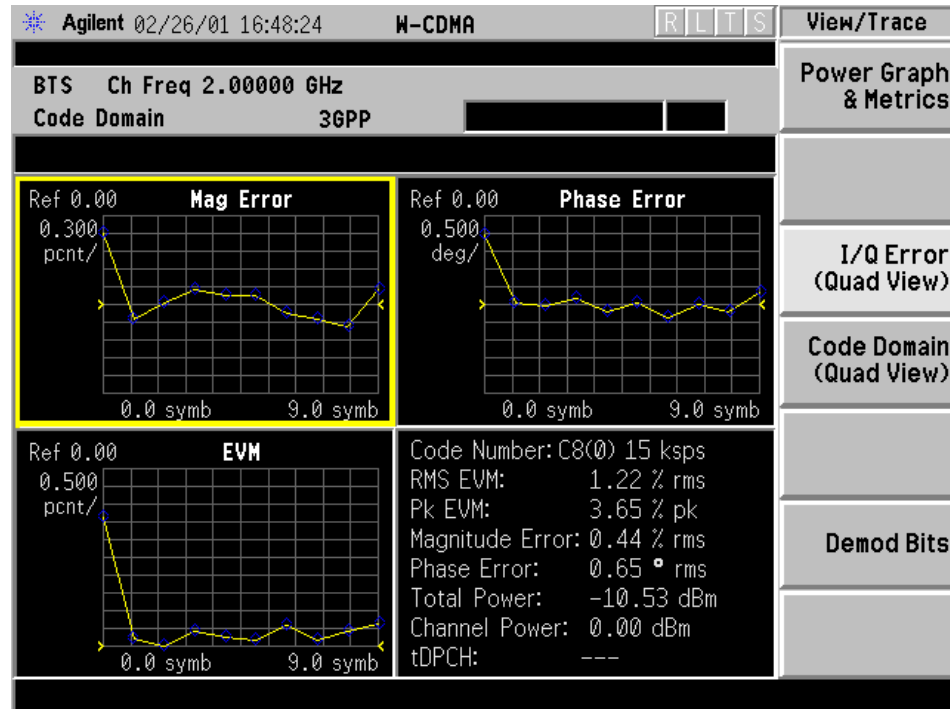 Agilent 02/26/01 16:48:24 W-CDMA R L T S View/Trace
BTS Ch Freq 2.00000 GHz
Code Domain 3GPP
Power Graph
& Metrics
I/Q Error
(Quad View)
Code Domain
(Quad View)
Demod Bits
Ref 0.00 Mag Error
0.300
pcnt/
0.0 symb 9.0 symb
Ref 0.00 Phase Error
0.500
deg/
0.0 symb 9.0 symb
Ref 0.00 EVM
0.500
pcnt/
0.0 symb 9.0 symb
Code Number: C8(0) 15 ksps
RMS EVM: 1.22 % rms
Pk EVM: 3.65 % pk
Magnitude Error: 0.44 % rms
Phase Error: 0.65 ° rms
Total Power: -10.53 dBm
Channel Power: 0.00 dBm
tDPCH: ---